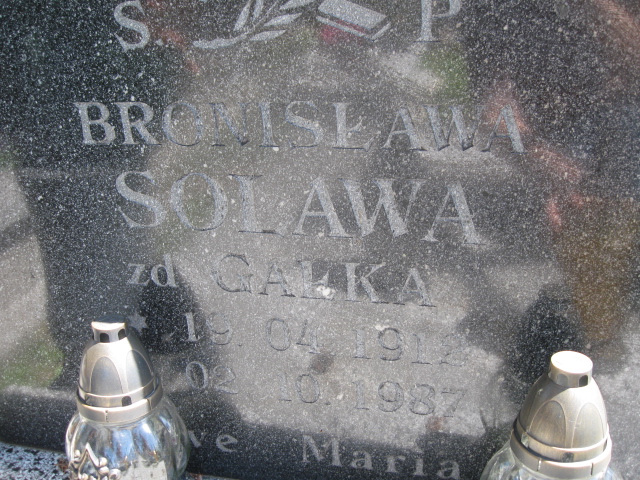 Ś. P
BRONISŁAWA
SOLAWA
zd GAŁKA
* 19. 04. 1912
02. 10. 1987
Ave Maria